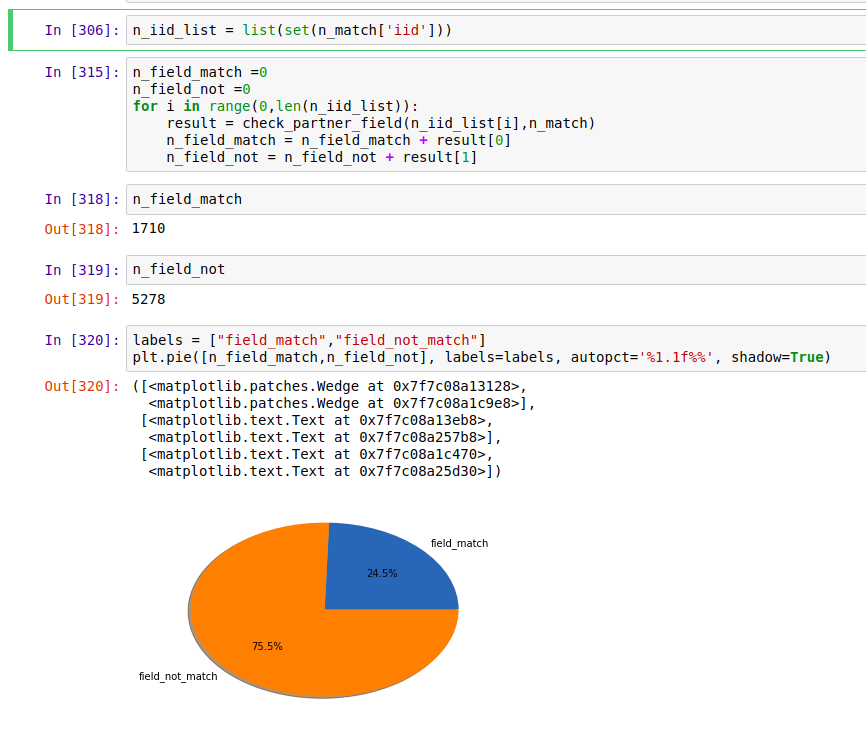 In [306]: n_iid_list = list(set(n_match['iid']))
In [315]: n_field_match =0
n_field_not =0
for i in range(0,len(n_iid_list)):
    result = check_partner_field(n_iid_list[i],n_match)
    n_field_match = n_field_match + result[0]
    n_field_not = n_field_not + result[1]
In [318]: n_field_match
Out[318]: 1710
In [319]: n_field_not
Out[319]: 5278
In [320]: labels = ["field_match","field_not_match"]
plt.pie([n_field_match,n_field_not], labels=labels, autopct='%1.1f%%', shadow=True)
Out[320]: ([<matplotlib.patches.Wedge at 0x7f7c08a13128>,
  <matplotlib.patches.Wedge at 0x7f7c08a1c9e8>],
 [<matplotlib.text.Text at 0x7f7c08a13eb8>,
  <matplotlib.text.Text at 0x7f7c08a257b8>],
 [<matplotlib.text.Text at 0x7f7c08a1c470>,
  <matplotlib.text.Text at 0x7f7c08a25d30>])
field_match
24.5%
75.5%
field_not_match